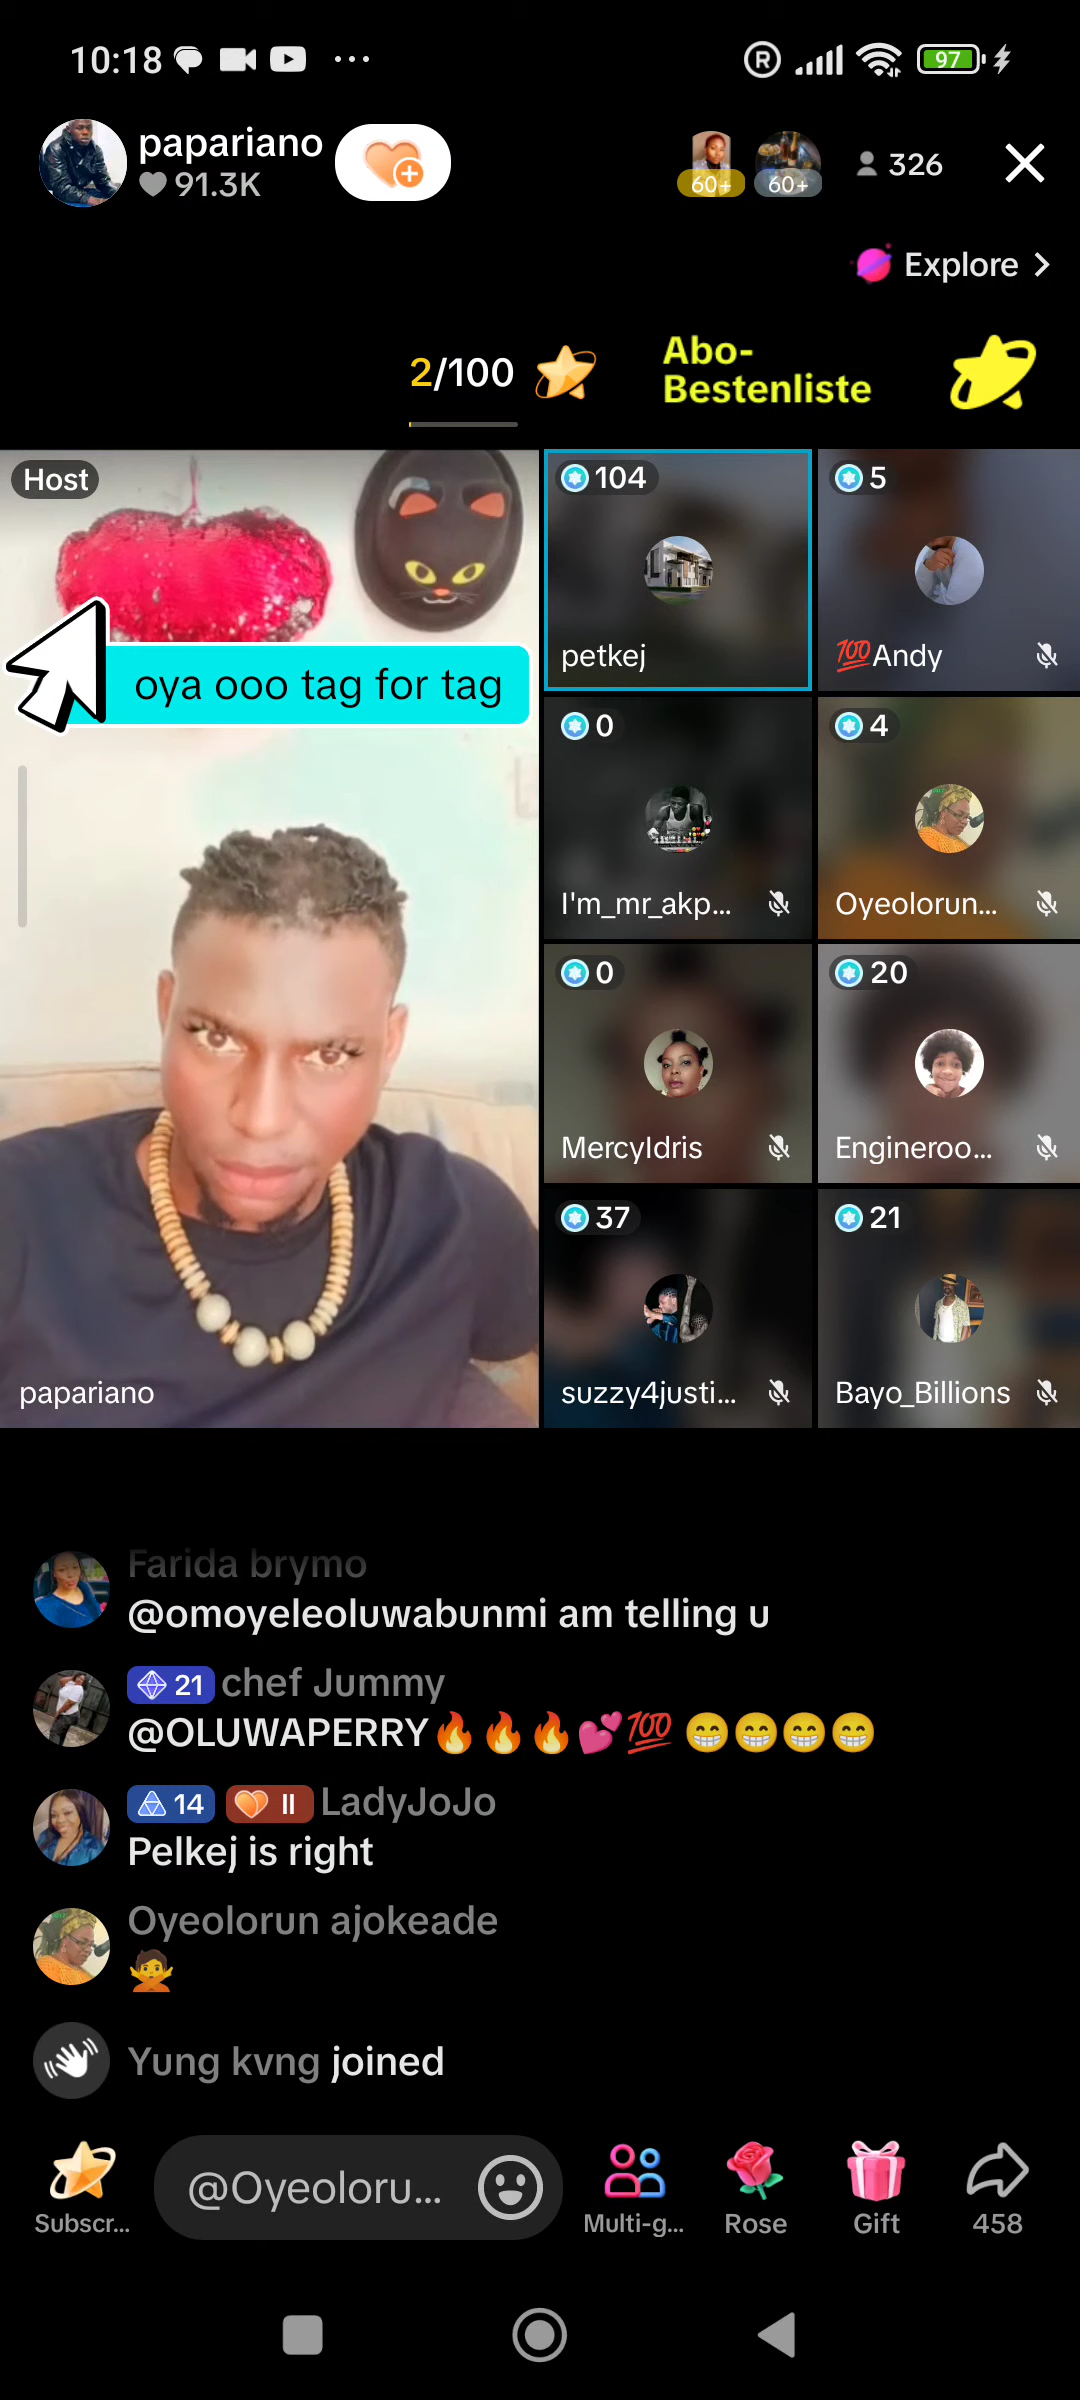 10:18 ... R 97
papariano
91.3K
60+ 60+ 326
Explore
2/100
Abo-
Bestenliste
Host
oya ooo tag for tag
papariano
104
petkej
5
💯Andy
0
I'm_mr_akp...
4
Oyeolorun...
0
MercyIdris
20
Engineroo...
37
suzzy4justi...
21
Bayo_Billions
Farida brymo
@omoyeleoluwabunmi am telling u
21 chef Jummy
@OLUWAPERRY🔥🔥🔥💕💯 😁😁😁😁
14 II LadyJoJo
Pelkej is right
Oyeolorun ajokeade
🙅
Yung kvng joined
@Oyeoloru...
Subscr... Multi-g... Rose Gift 458